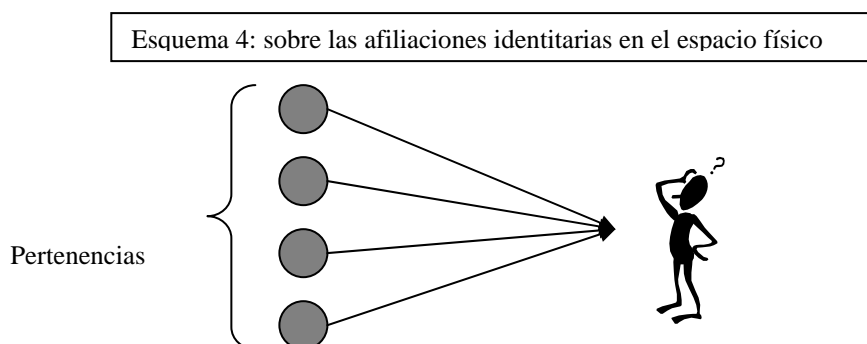 Esquema 4: sobre las afiliaciones identitarias en el espacio físico
?
Pertenencias